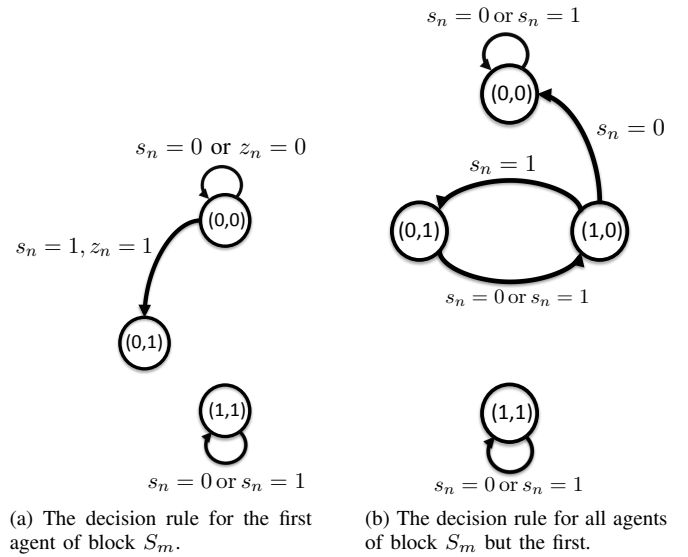 s_n = 0 or z_n = 0
(0,0)
s_n = 1, z_n = 1
(0,1)
(1,1)
s_n = 0 or s_n = 1
(a) The decision rule for the first
agent of block S_m.
s_n = 0 or s_n = 1
(0,0)
s_n = 0
s_n = 1
(0,1)
(1,0)
s_n = 0 or s_n = 1
(1,1)
s_n = 0 or s_n = 1
(b) The decision rule for all agents
of block S_m but the first.